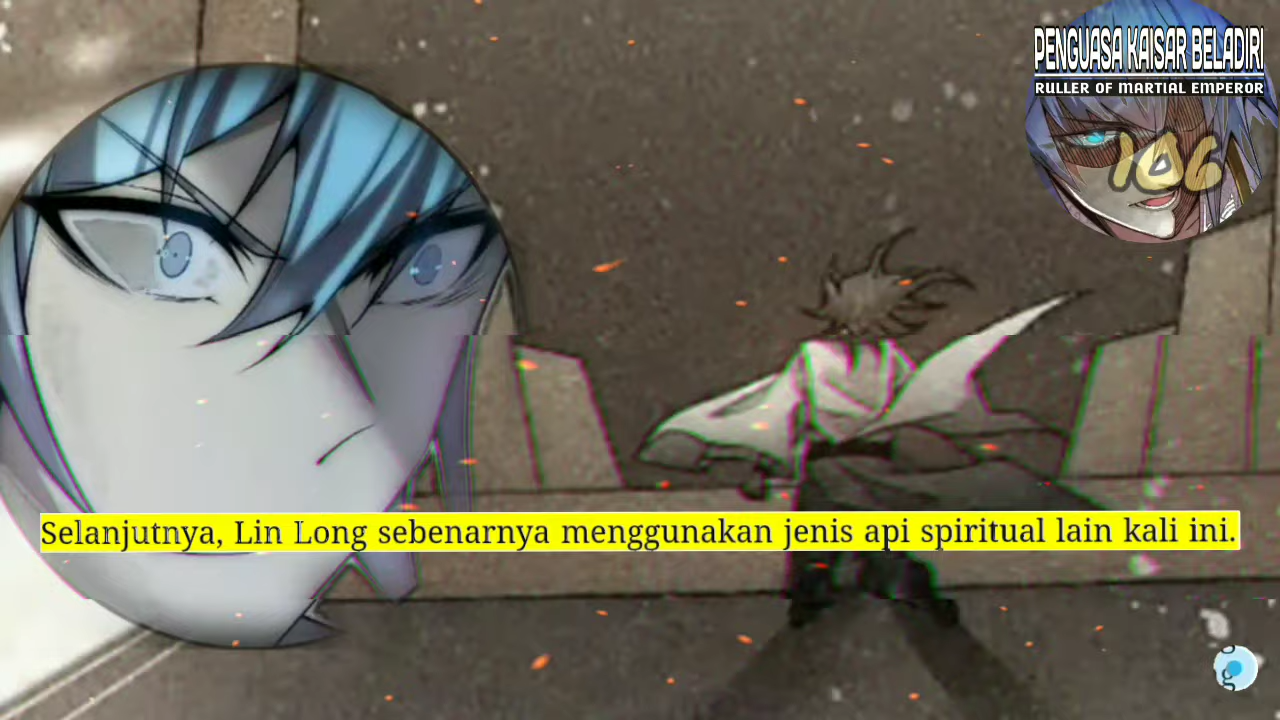 PENGUASA KAISAR BELADIRI
RULLER OF MARTIAL EMPEROR
106
Selanjutnya, Lin Long sebenarnya menggunakan jenis api spiritual lain kali ini.